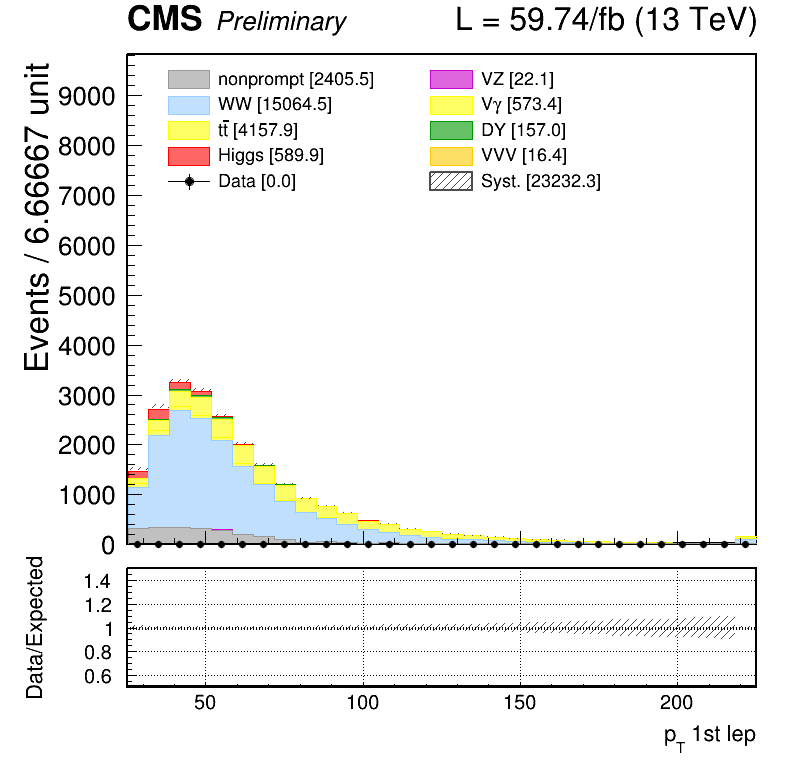 CMS Preliminary L = 59.74/fb (13 TeV)
Events / 6.66667 unit
nonprompt [2405.5]
WW [15064.5]
tt̄ [4157.9]
Higgs [589.9]
Data [0.0]
VZ [22.1]
Vγ [573.4]
DY [157.0]
VVV [16.4]
Syst. [23232.3]
9000
8000
7000
6000
5000
4000
3000
2000
1000
0
Data/Expected
1.4
1.2
1
0.8
0.6
50 100 150 200
p_T 1st lep